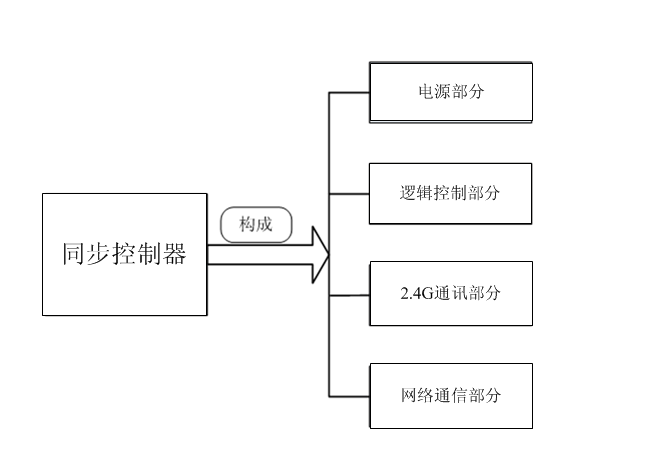 电源部分
逻辑控制部分
构成
同步控制器
2.4G通讯部分
网络通信部分